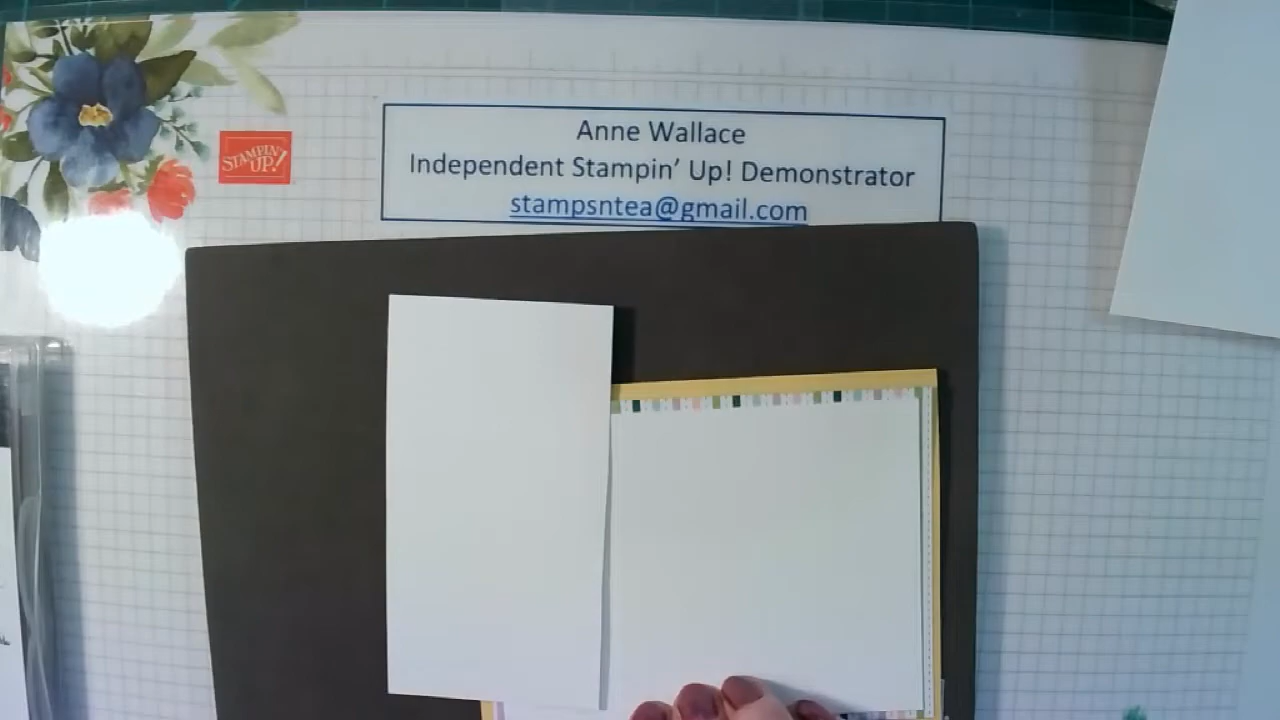 Anne Wallace
Independent Stampin' Up! Demonstrator
STAMPIN' UP!
stampsntea@gmail.com